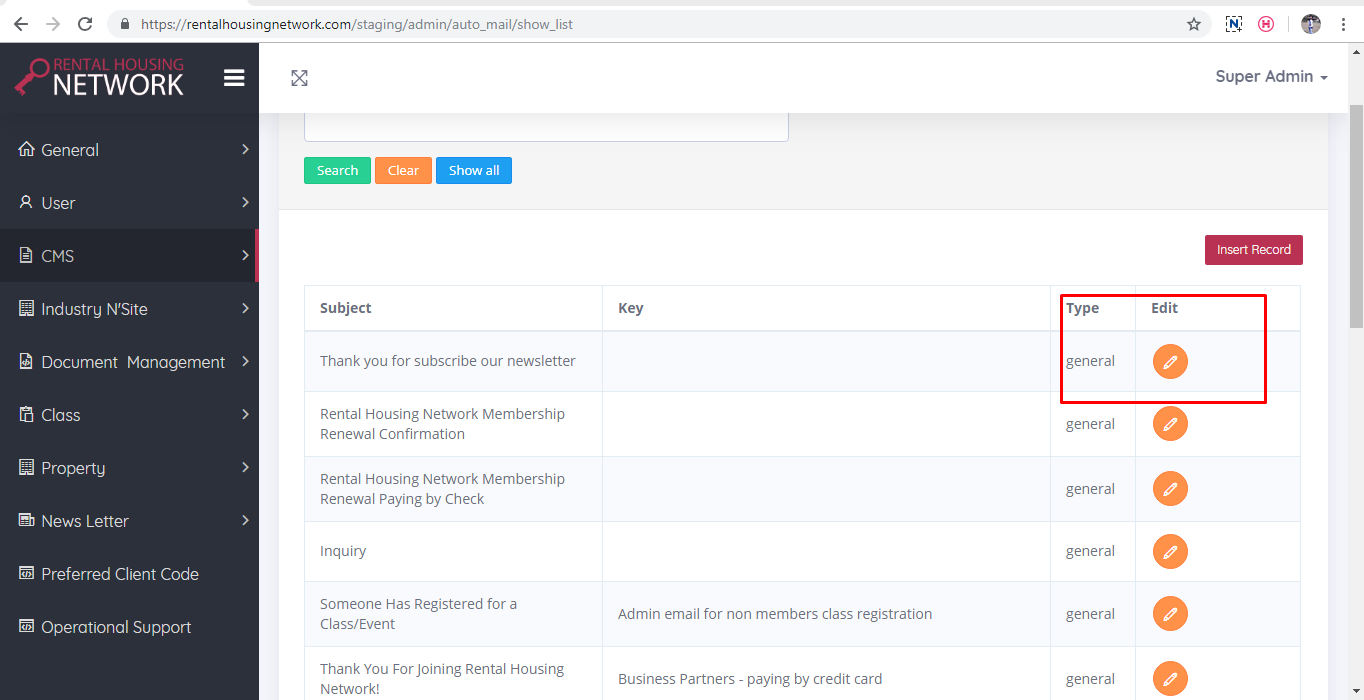 https://rentalhousingnetwork.com/staging/admin/auto_mail/show_list
N
H
RENTAL HOUSING
NETWORK
Super Admin
General
User
CMS
Industry N'Site
Document Management
Class
Property
News Letter
Preferred Client Code
Operational Support
Search Clear Show all
Insert Record
Subject Key Type Edit
Thank you for subscribe our newsletter general
Rental Housing Network Membership
Renewal Confirmation general
Rental Housing Network Membership
Renewal Paying by Check general
Inquiry general
Someone Has Registered for a
Class/Event Admin email for non members class registration general
Thank You For Joining Rental Housing
Network! Business Partners - paying by credit card general